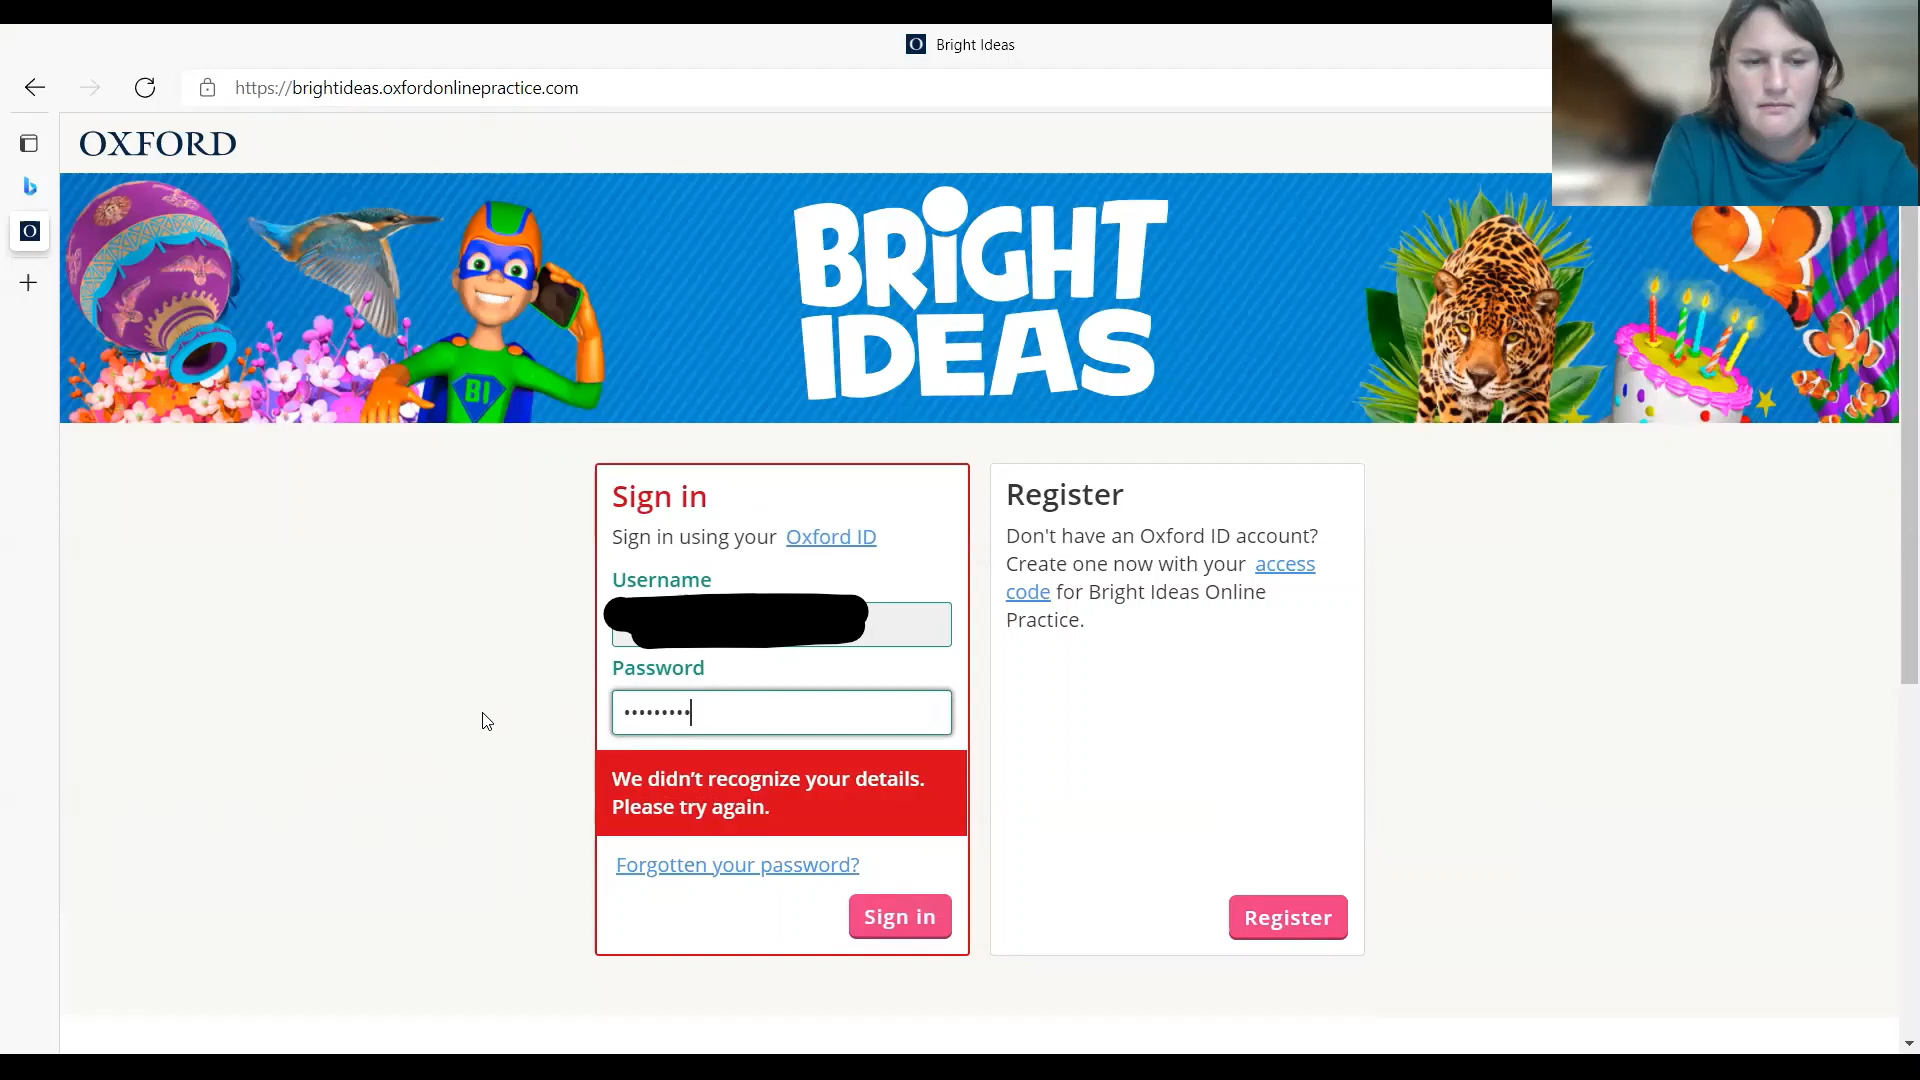 Bright Ideas
https://brightideas.oxfordonlinepractice.com
OXFORD
BRIGHT
IDEAS
BI
Sign in
Sign in using your Oxford ID
Username
Password
•••••••••
We didn’t recognize your details.
Please try again.
Forgotten your password?
Sign in
Register
Don't have an Oxford ID account?
Create one now with your access
code for Bright Ideas Online
Practice.
Register